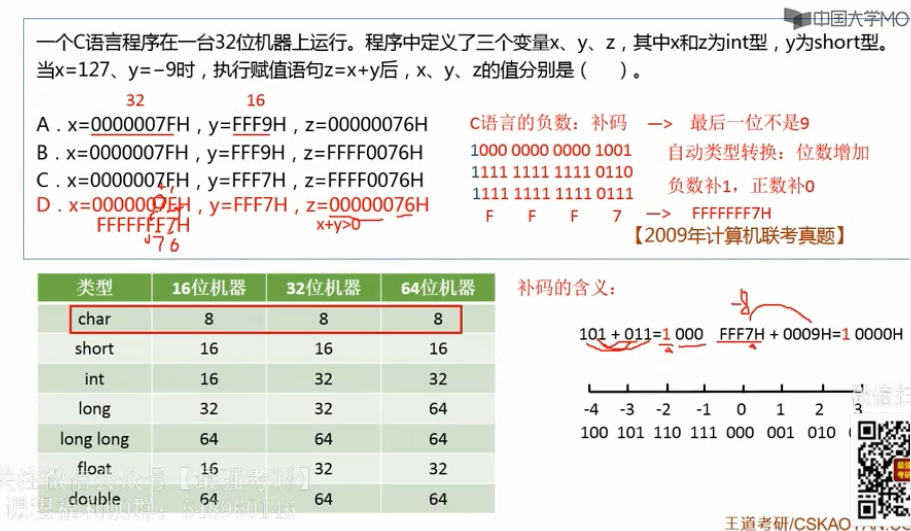 中国大学MO
一个C语言程序在一台32位机器上运行。程序中定义了三个变量x、y、z，其中x和z为int型，y为short型。
当x=127、y=−9时，执行赋值语句z=x+y后，x、y、z的值分别是（ ）。
32 16
A．x=0000007FH，y=FFF9H，z=00000076H
B．x=0000007FH，y=FFF9H，z=FFFF0076H
C．x=0000007FH，y=FFF7H，z=FFFF0076H
D．x=0000007FH，y=FFF7H，z=00000076H
FFFFFFF7H
x+y>0
76
C语言的负数：补码 —> 最后一位不是9
1000 0000 0000 1001
自动类型转换：位数增加
1111 1111 1111 0110
负数补1，正数补0
1111 1111 1111 0111
F F F 7 —> FFFFFFF7H
【2009年计算机联考真题】
类型 16位机器 32位机器 64位机器
char 8 8 8
short 16 16 16
int 16 32 32
long 32 32 64
long long 64 64 64
float 16 32 32
double 64 64 64
补码的含义：
101 + 011=1 000 FFF7H + 0009H=1 0000H
-4 -3 -2 -1 0 1 2 3
100 101 110 111 000 001 010
微信扫
关注微信公众号【最强考研】
王道考研/CSKAOYAN.CO